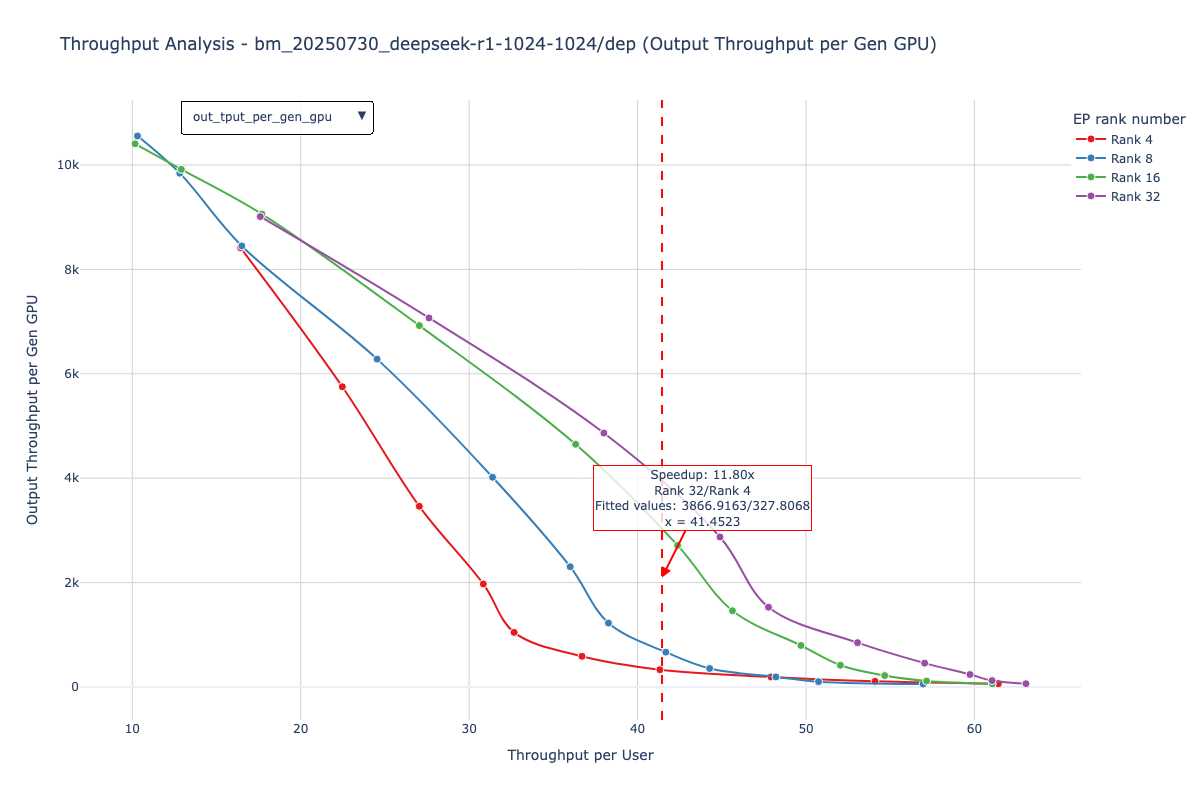 Throughput Analysis - bm_20250730_deepseek-r1-1024-1024/dep (Output Throughput per Gen GPU)
out_tput_per_gen_gpu ▼
EP rank number
Rank 4
Rank 8
Rank 16
Rank 32
10k
8k
6k
4k
2k
0
Output Throughput per Gen GPU
Speedup: 11.80x
Rank 32/Rank 4
Fitted values: 3866.9163/327.8068
x = 41.4523
10 20 30 40 50 60
Throughput per User